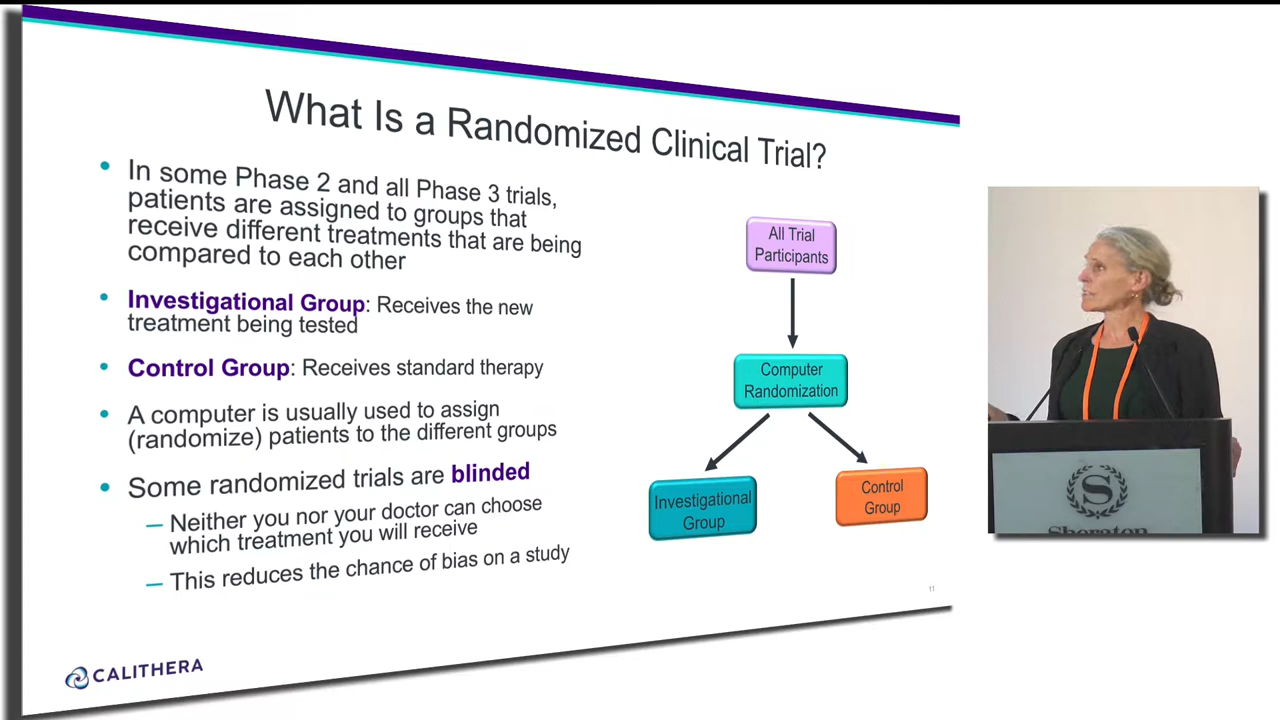 What Is a Randomized Clinical Trial?
• In some Phase 2 and all Phase 3 trials,
patients are assigned to groups that
receive different treatments that are being
compared to each other
• Investigational Group: Receives the new
treatment being tested
• Control Group: Receives standard therapy
• A computer is usually used to assign
(randomize) patients to the different groups
• Some randomized trials are blinded
– Neither you nor your doctor can choose
which treatment you will receive
– This reduces the chance of bias on a study
All Trial
Participants
Computer
Randomization
Investigational
Group
Control
Group
11
CALITHERA
S
Sheraton